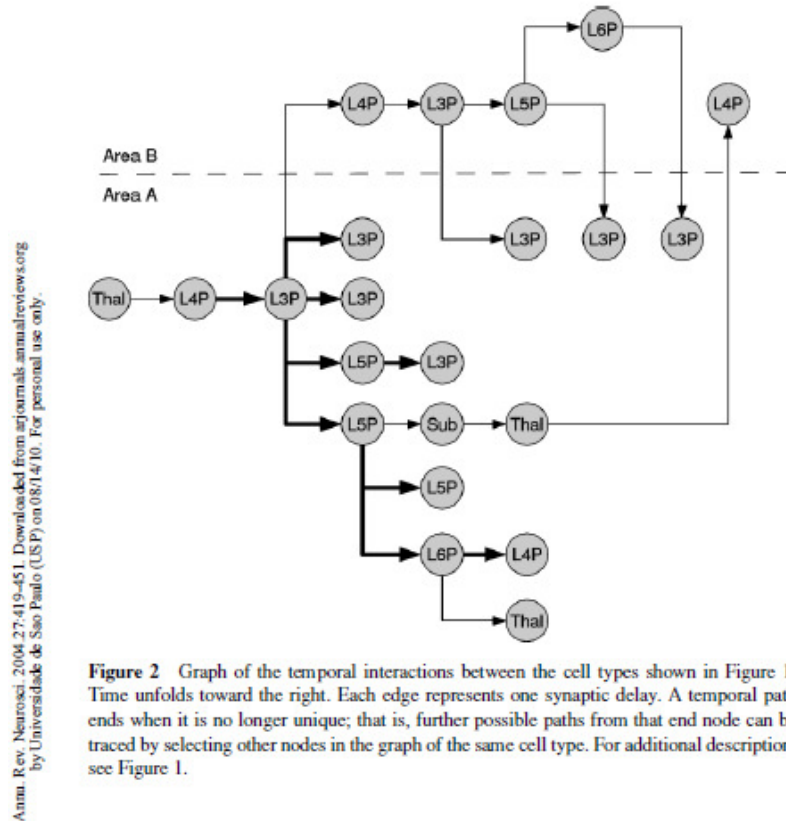 L6P
L4P L3P L5P L4P
Area B
Area A
L3P L3P L3P L3P
Thal L4P L3P L3P
L5P L3P
L5P Sub Thal
L5P
L6P L4P
Thal
Annu. Rev. Neurosci. 2004.27:419-451. Downloaded from arjournals.annualreviews.org
by Universidade de Sao Paulo (USP) on 08/14/10. For personal use only.
Figure 2 Graph of the temporal interactions between the cell types shown in Figure 1
Time unfolds toward the right. Each edge represents one synaptic delay. A temporal pat
ends when it is no longer unique; that is, further possible paths from that end node can b
traced by selecting other nodes in the graph of the same cell type. For additional description
see Figure 1.